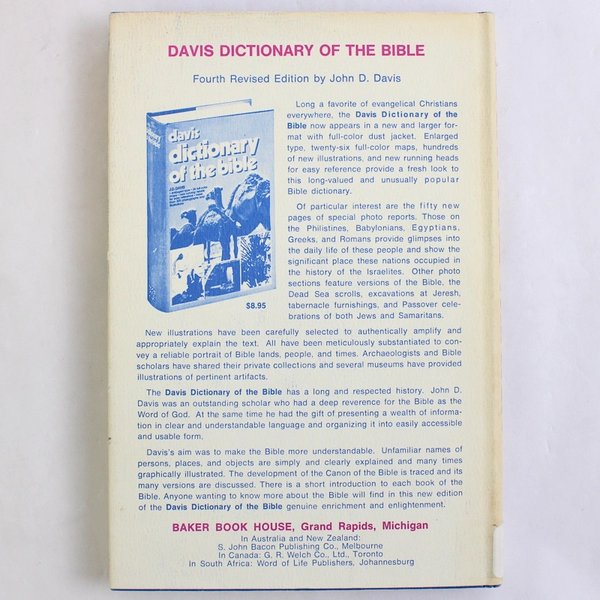 DAVIS DICTIONARY OF THE BIBLE
Fourth Revised Edition by John D. Davis
davis
dictionary
of the bible
$8.95
Long a favorite of evangelical Christians
everywhere, the Davis Dictionary of the
Bible now appears in a new and larger for-
mat with full-color dust jacket. Enlarged
type, twenty-six full-color maps, hundreds
of new illustrations, and new running heads
for easy reference provide a fresh look to
this long-valued and unusually popular
Bible dictionary.
Of particular interest are the fifty new
pages of special photo reports. Those on
the Philistines, Babylonians, Egyptians,
Greeks, and Romans provide glimpses into
the daily life of these people and show the
significant place these nations occupied in
the history of the Israelites. Other photo
sections feature versions of the Bible, the
Dead Sea scrolls, excavations at Jeresh,
tabernacle furnishings, and Passover cele-
brations of both Jews and Samaritans.
New illustrations have been carefully selected to authentically amplify and
appropriately explain the text. All have been meticulously substantiated to con-
vey a reliable portrait of Bible lands, people, and times. Archaeologists and Bible
scholars have shared their private collections and several museums have provided
illustrations of pertinent artifacts.
The Davis Dictionary of the Bible has a long and respected history. John D.
Davis was an outstanding scholar who had a deep reverence for the Bible as the
Word of God. At the same time he had the gift of presenting a wealth of informa-
tion in clear and understandable language and organizing it into easily accessible
and usable form.
Davis's aim was to make the Bible more understandable. Unfamiliar names of
persons, places, and objects are simply and clearly explained and many times
graphically illustrated. The development of the Canon of the Bible is traced and its
many versions are discussed. There is a short introduction to each book of the
Bible. Anyone wanting to know more about the Bible will find in this new edition
of the Davis Dictionary of the Bible genuine enrichment and enlightenment.
BAKER BOOK HOUSE, Grand Rapids, Michigan
In Australia and New Zealand:
S. John Bacon Publishing Co., Melbourne
In Canada: G. R. Welch Co., Ltd., Toronto
In South Africa: Word of Life Publishers, Johannesburg